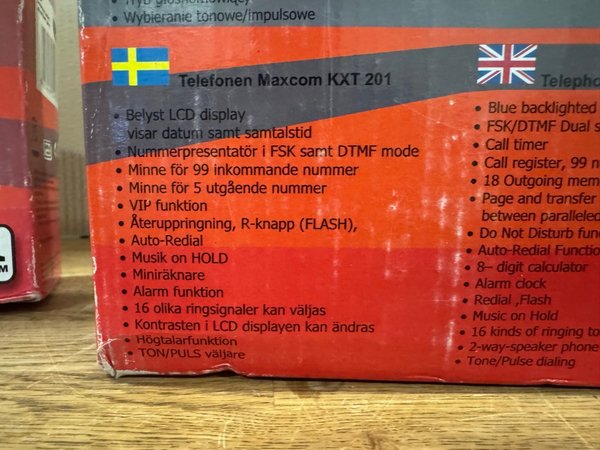 Tryb głośnomówiący
Wybieranie tonowe/impulsowe
Telefonen Maxcom KXT 201
• Belyst LCD display
visar datum samt samtalstid
• Nummerpresentatör i FSK samt DTMF mode
• Minne för 99 inkommande nummer
• Minne för 5 utgående nummer
• VIP funktion
• Återuppringning, R-knapp (FLASH),
Auto-Redial
• Musik on HOLD
• Miniräknare
• Alarm funktion
• 16 olika ringsignaler kan väljas
• Kontrasten i LCD displayen kan ändras
• Högtalarfunktion
• TON/PULS väljare
Telepho
• Blue backlighted
• FSK/DTMF Dual s
• Call timer
• Call register, 99 n
• 18 Outgoing mem
• Page and transfer
between paralleled
• Do Not Disturb func
• Auto-Redial Functio
• 8– digit calculator
• Alarm clock
• Redial ,Flash
• Music on Hold
• 16 kinds of ringing to
• 2-way-speaker phone
• Tone/Pulse dialing